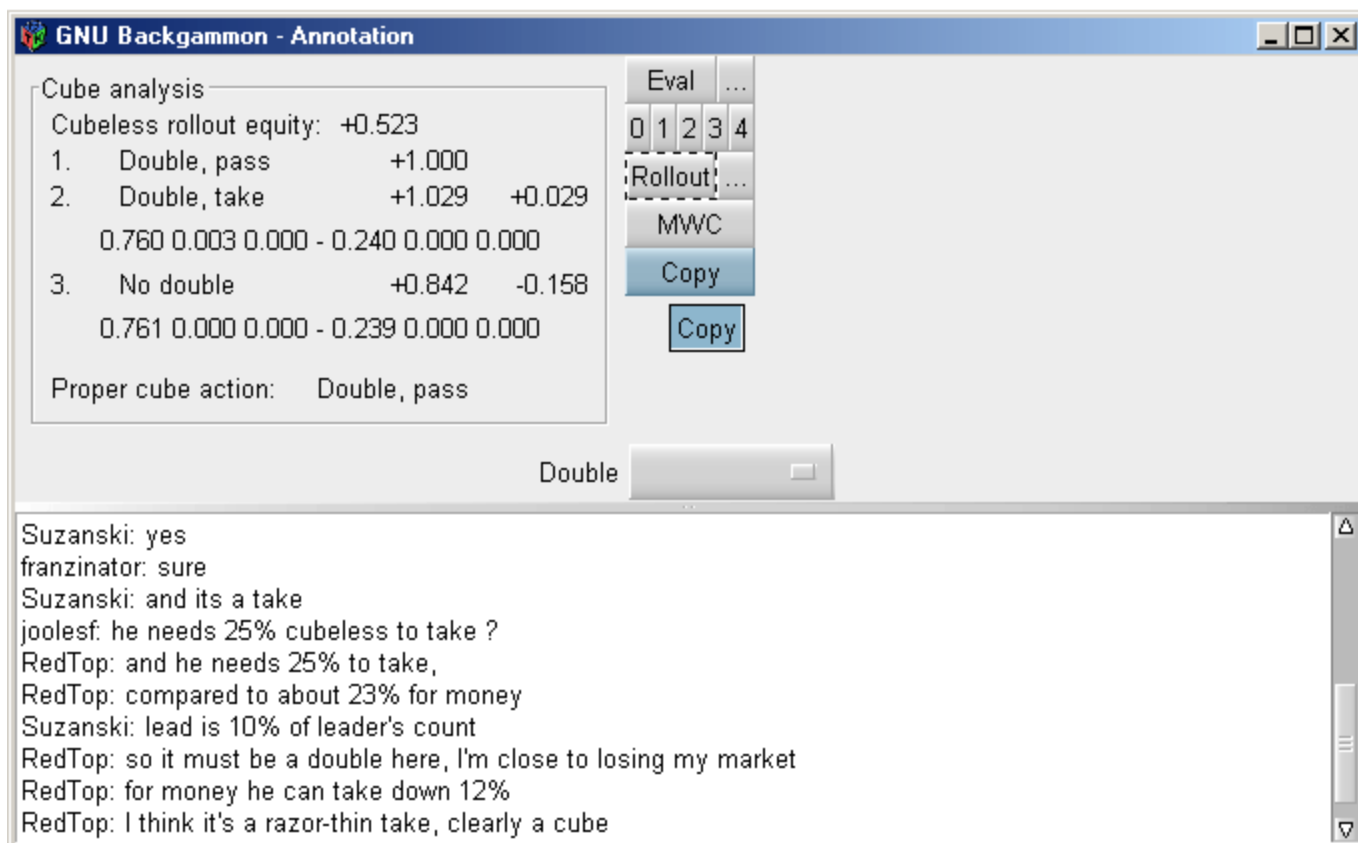 GNU Backgammon - Annotation
Cube analysis
Cubeless rollout equity: +0.523
1. Double, pass +1.000
2. Double, take +1.029 +0.029
0.760 0.003 0.000 - 0.240 0.000 0.000
3. No double +0.842 -0.158
0.761 0.000 0.000 - 0.239 0.000 0.000
Proper cube action: Double, pass
Eval ...
0 1 2 3 4
Rollout ...
MWC
Copy
Copy
Double
Suzanski: yes
franzinator: sure
Suzanski: and its a take
joolesf: he needs 25% cubeless to take ?
RedTop: and he needs 25% to take,
RedTop: compared to about 23% for money
Suzanski: lead is 10% of leader's count
RedTop: so it must be a double here, I'm close to losing my market
RedTop: for money he can take down 12%
RedTop: I think it's a razor-thin take, clearly a cube